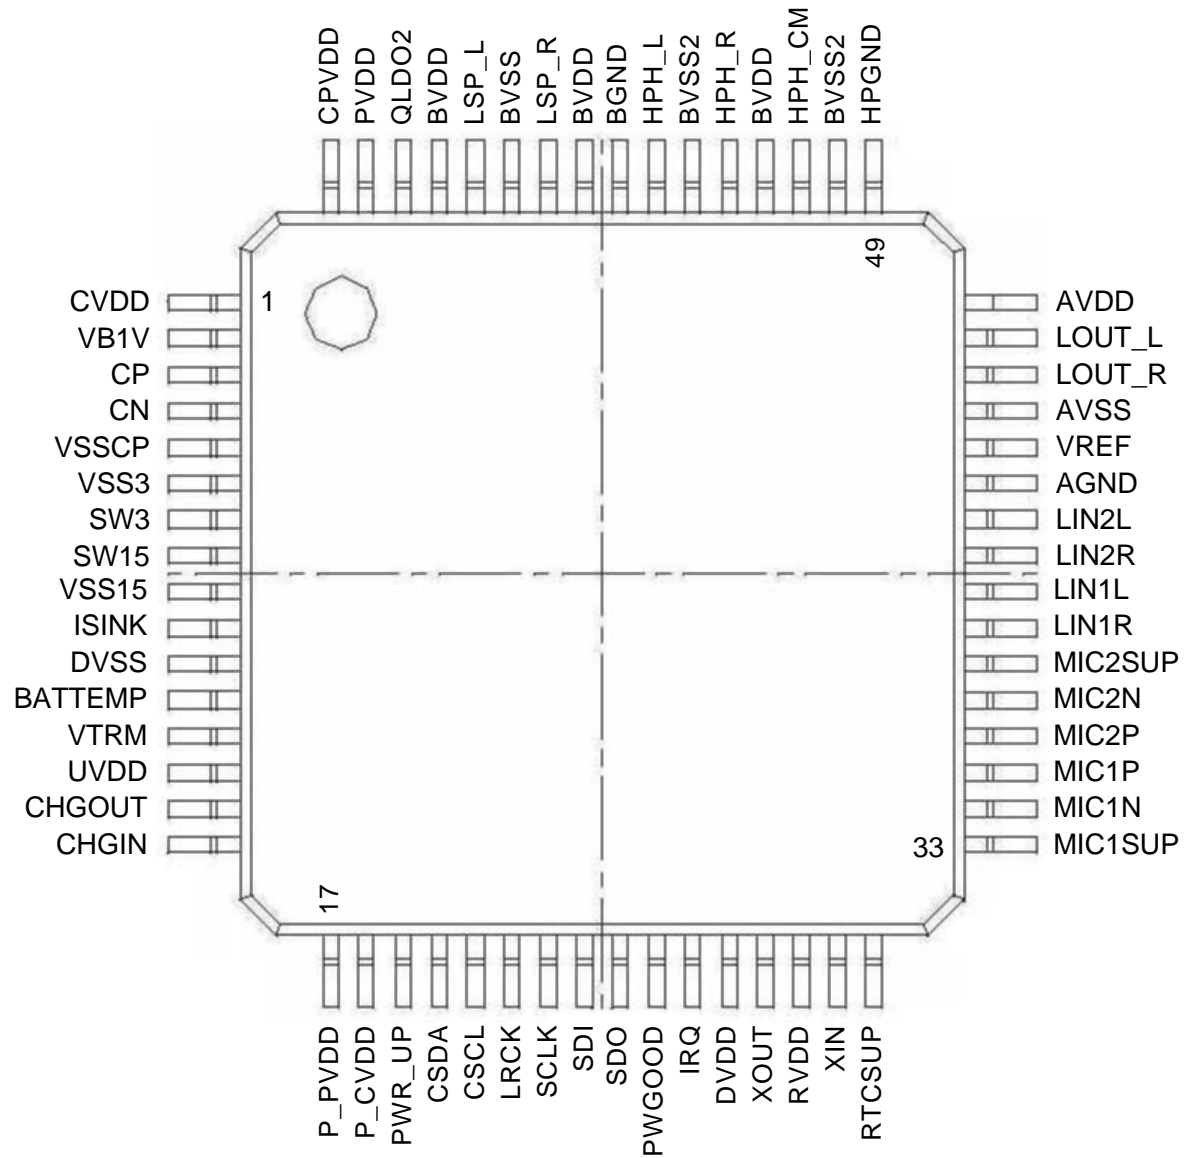 CPVDD
PVDD
QLDO2
BVDD
LSP_L
BVSS
LSP_R
BVDD
BGND
HPH_L
BVSS2
HPH_R
BVDD
HPH_CM
BVSS2
HPGND
49
1
CVDD
VB1V
CP
CN
VSSCP
VSS3
SW3
SW15
VSS15
ISINK
DVSS
BATTEMP
VTRM
UVDD
CHGOUT
CHGIN
AVDD
LOUT_L
LOUT_R
AVSS
VREF
AGND
LIN2L
LIN2R
LIN1L
LIN1R
MIC2SUP
MIC2N
MIC2P
MIC1P
MIC1N
MIC1SUP
33
17
P_PVDD
P_CVDD
PWR_UP
CSDA
CSCL
LRCK
SCLK
SDI
SDO
PWGOOD
IRQ
DVDD
XOUT
RVDD
XIN
RTCSUP